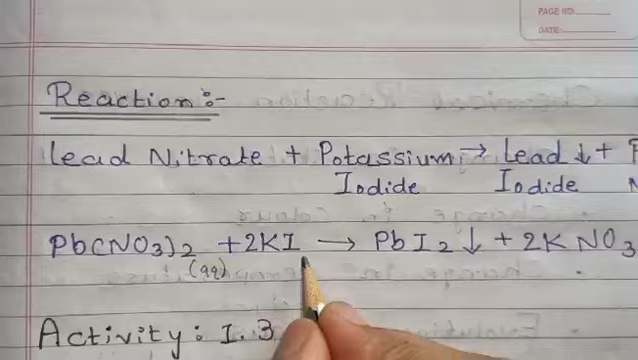 PAGE NO:
DATE:
Reaction:-
Lead Nitrate + Potassium → Lead ↓ +
Iodide Iodide
Pb(NO3)2 + 2KI → PbI2 ↓ + 2KNO3
(aq)
Activity: 1.3